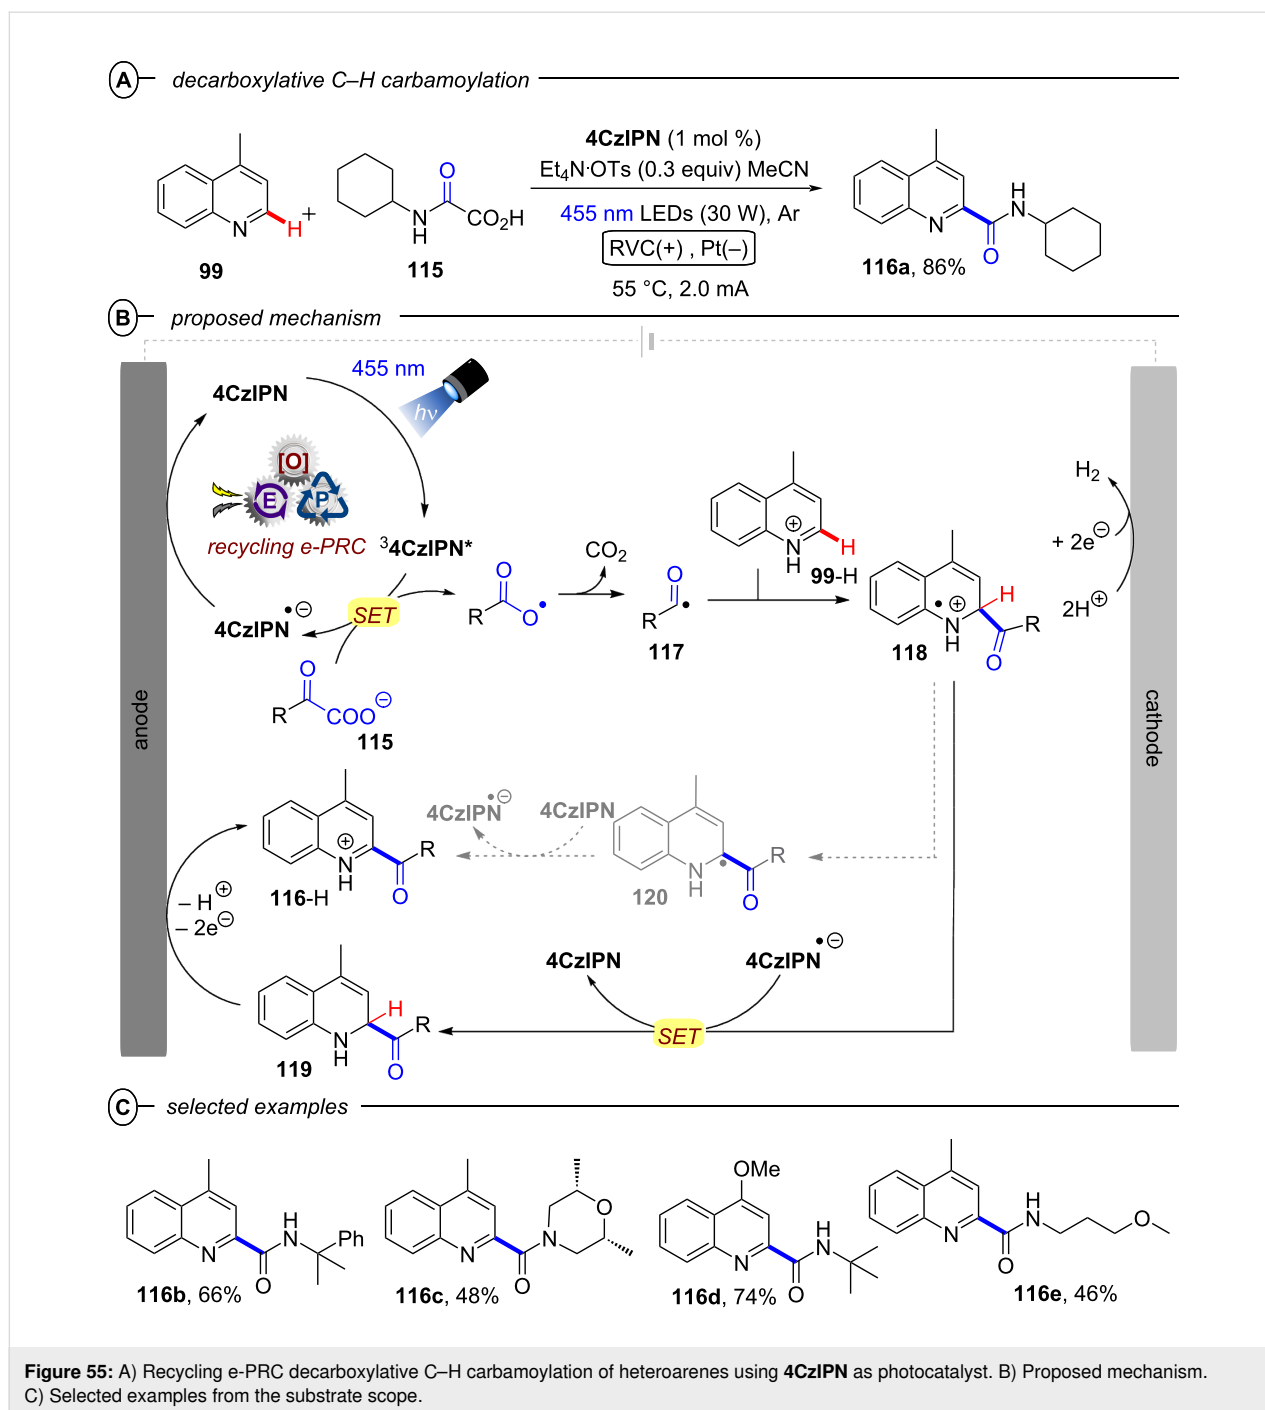 A decarboxylative C–H carbamoylation
4CzIPN (1 mol %)
Et₄N·OTs (0.3 equiv) MeCN
455 nm LEDs (30 W), Ar
RVC(+) , Pt(–)
55 °C, 2.0 mA
N
H
+
99
O
N
H
CO₂H
115
N
H
N
O
116a, 86%
B proposed mechanism
455 nm
hν
4CzIPN
[O]
E
P
recycling e-PRC
³4CzIPN*
SET
4CzIPN•⊖
O
R
COO⊖
115
O
R
O•
CO₂
O
R
•
117
⊕
N
H
H
99-H
H
• ⊕
N
H
R
O
118
H₂
+ 2e⊖
2H⊕
anode
cathode
⊕
N
H
R
O
116-H
4CzIPN•⊖
4CzIPN
N
H
•
R
O
120
– H⊕
– 2e⊖
4CzIPN
4CzIPN•⊖
SET
H
N
H
R
O
119
C selected examples
N
H
N
Ph
O
116b, 66%
N
N
O
O
116c, 48%
OMe
N
H
N
O
116d, 74%
N
H
N
O
O
116e, 46%
Figure 55: A) Recycling e-PRC decarboxylative C–H carbamoylation of heteroarenes using 4CzIPN as photocatalyst. B) Proposed mechanism.
C) Selected examples from the substrate scope.